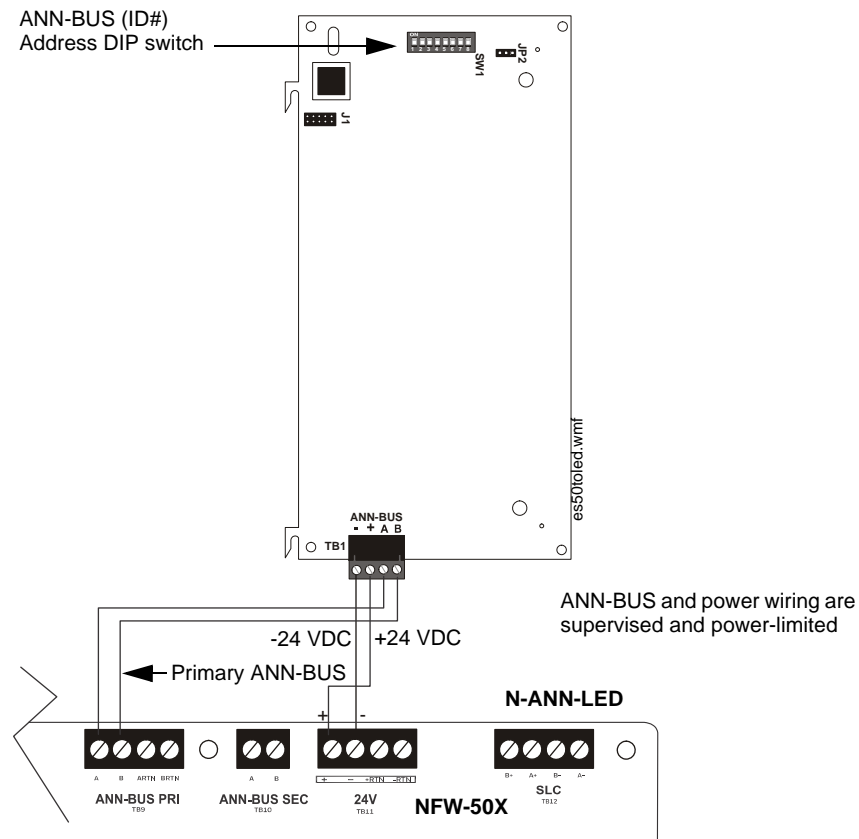 ANN-BUS (ID#)
Address DIP switch
ON
1 2 3 4 5 6 7 8
SW1
JP2
J1
es50toled.wmf
ANN-BUS
- + A B
TB1
ANN-BUS and power wiring are
supervised and power-limited
-24 VDC +24 VDC
Primary ANN-BUS
N-ANN-LED
+ -
A B ARTN BRTN
ANN-BUS PRI
TB9
A B
ANN-BUS SEC
TB10
+ - +RTN -RTN
24V
TB11
NFW-50X
B+ A+ B- A-
SLC
TB12